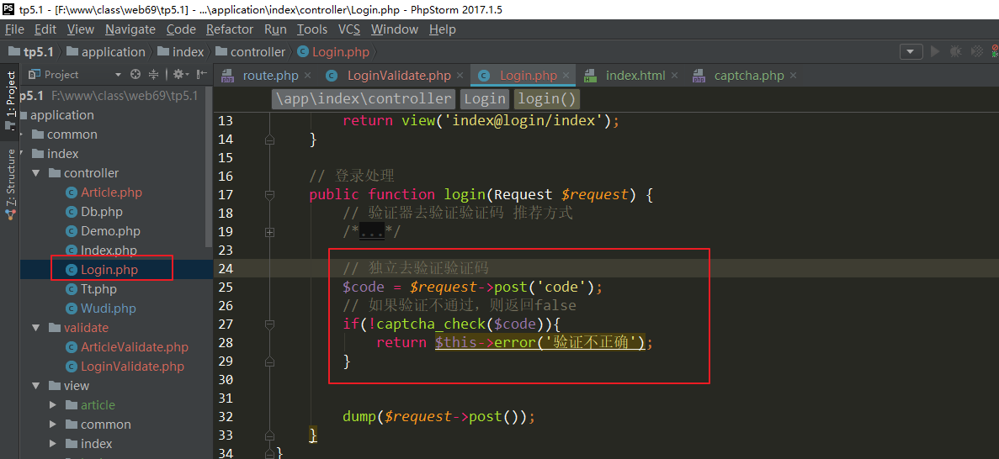 tp5.1 - [F:\www\class\web69\tp5.1] - ...\application\index\controller\Login.php - PhpStorm 2017.1.5
File Edit View Navigate Code Refactor Run Tools VCS Window Help
tp5.1 application index controller Login.php
1: Project
7: Structure
Project
p5.1 F:\www\class\web69\tp5.1
application
common
index
controller
Article.php
Db.php
Demo.php
Index.php
Login.php
Tt.php
Wudi.php
validate
ArticleValidate.php
LoginValidate.php
view
article
common
index
route.php LoginValidate.php Login.php index.html captcha.php
\app\index\controller Login login()
13 return view('index@login/index');
14 }
15
16 // 登录处理
17 public function login(Request $request) {
18 // 验证器去验证验证码 推荐方式
19 /*...*/
23
24 // 独立去验证验证码
25 $code = $request->post('code');
26 // 如果验证不通过，则返回false
27 if(!captcha_check($code)){
28 return $this->error('验证不正确');
29 }
30
31
32 dump($request->post());
33 }
34 }